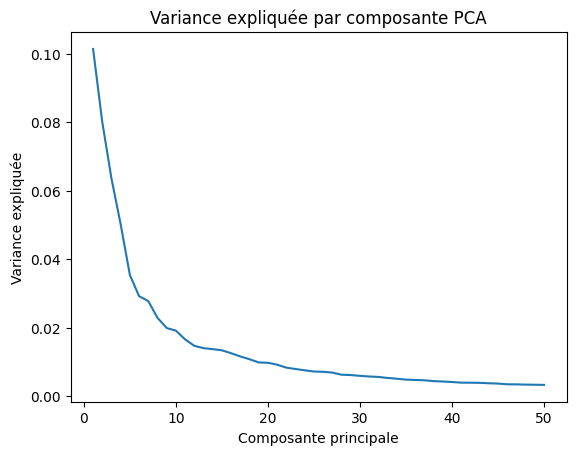 Variance expliquée par composante PCA
0.10
0.08
0.06
0.04
0.02
0.00
Variance expliquée
0 10 20 30 40 50
Composante principale